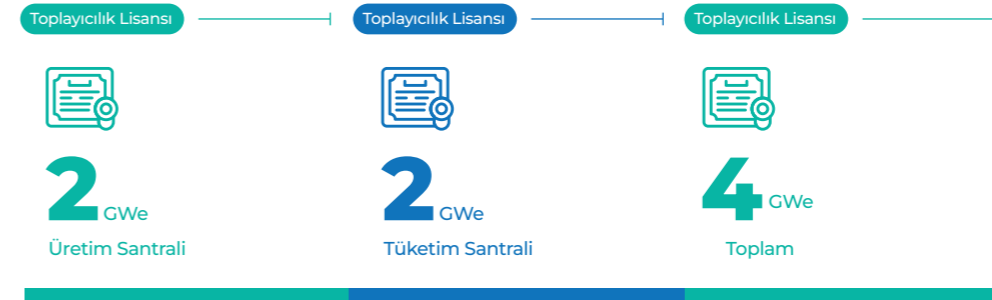 Toplayıcılık Lisansı
Toplayıcılık Lisansı
Toplayıcılık Lisansı
2 GWe
2 GWe
4 GWe
Üretim Santrali
Tüketim Santrali
Toplam